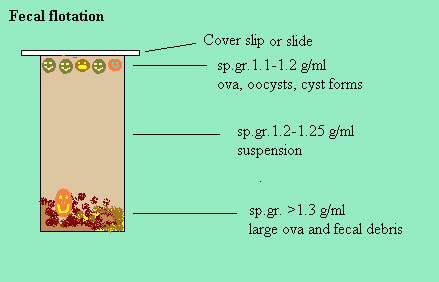 Fecal flotation
Cover slip or slide
sp.gr.1.1-1.2 g/ml
ova, oocysts, cyst forms
sp.gr.1.2-1.25 g/ml
suspension
sp.gr. >1.3 g/ml
large ova and fecal debris